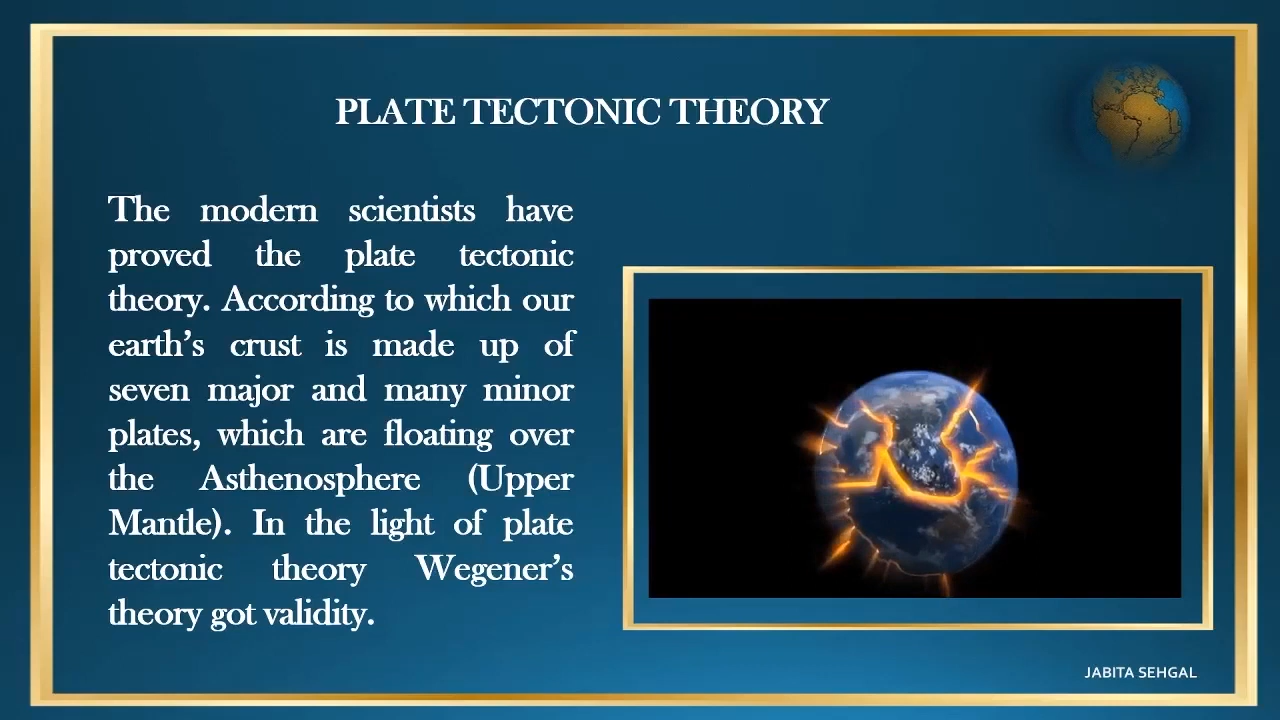 PLATE TECTONIC THEORY
The modern scientists have
proved the plate tectonic
theory. According to which our
earth's crust is made up of
seven major and many minor
plates, which are floating over
the Asthenosphere (Upper
Mantle). In the light of plate
tectonic theory Wegener's
theory got validity.
JABITA SEHGAL